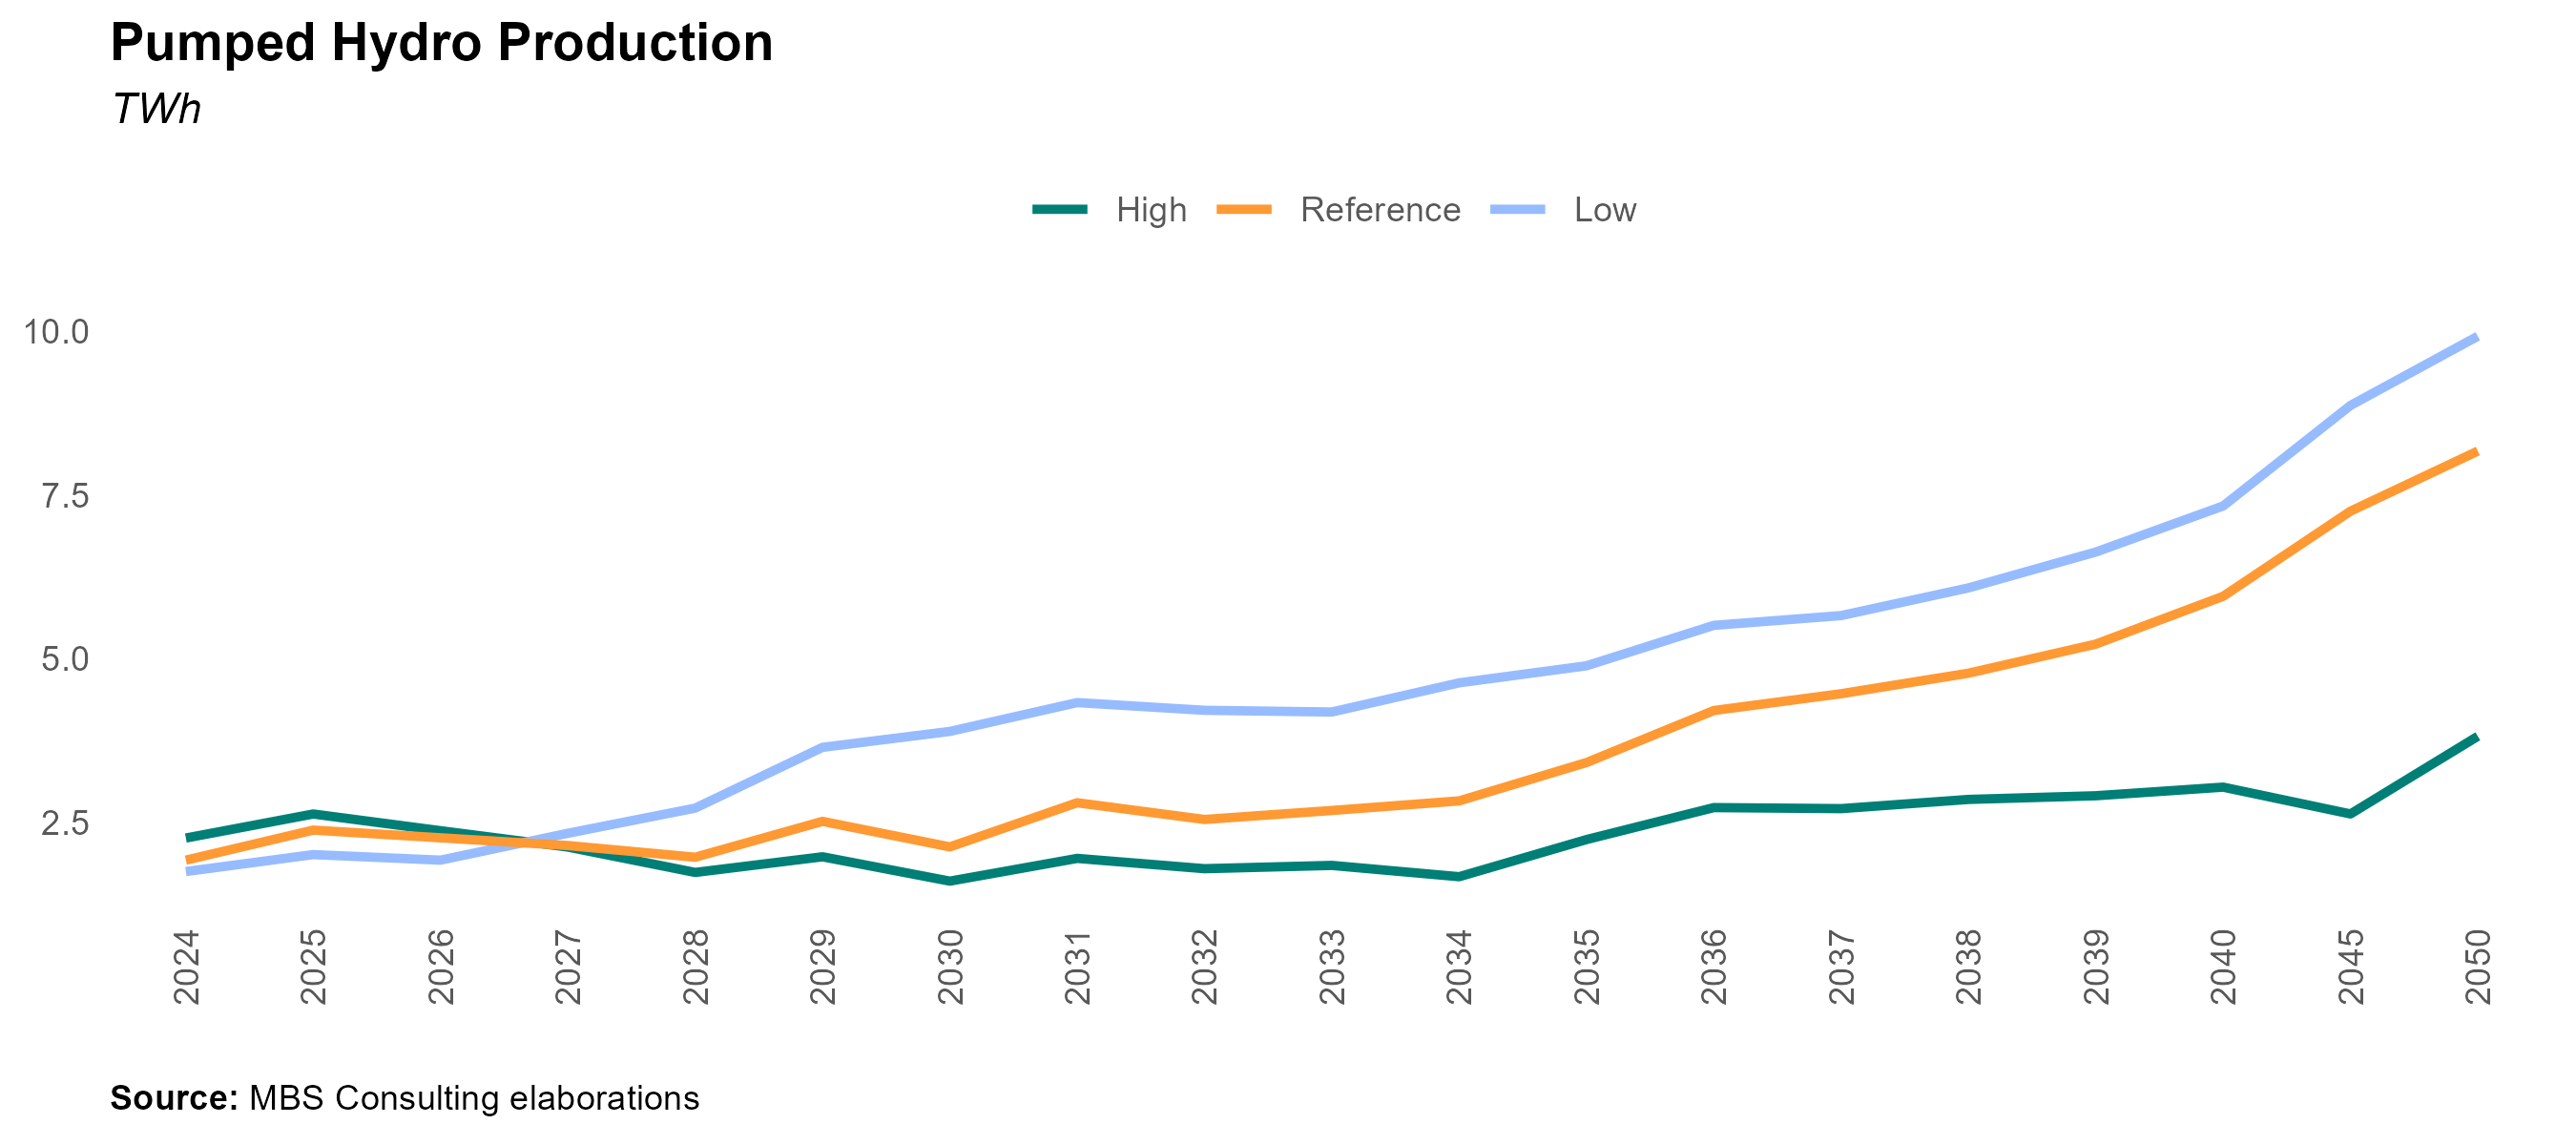 Pumped Hydro Production
TWh
High Reference Low
10.0
7.5
5.0
2.5
2024 2025 2026 2027 2028 2029 2030 2031 2032 2033 2034 2035 2036 2037 2038 2039 2040 2045 2050
Source: MBS Consulting elaborations